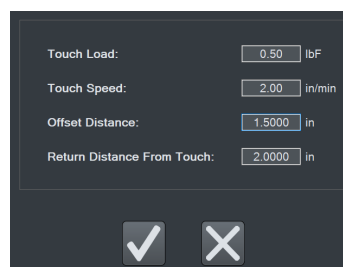 Touch Load: 0.50 lbF
Touch Speed: 2.00 in/min
Offset Distance: 1.5000 in
Return Distance From Touch: 2.0000 in